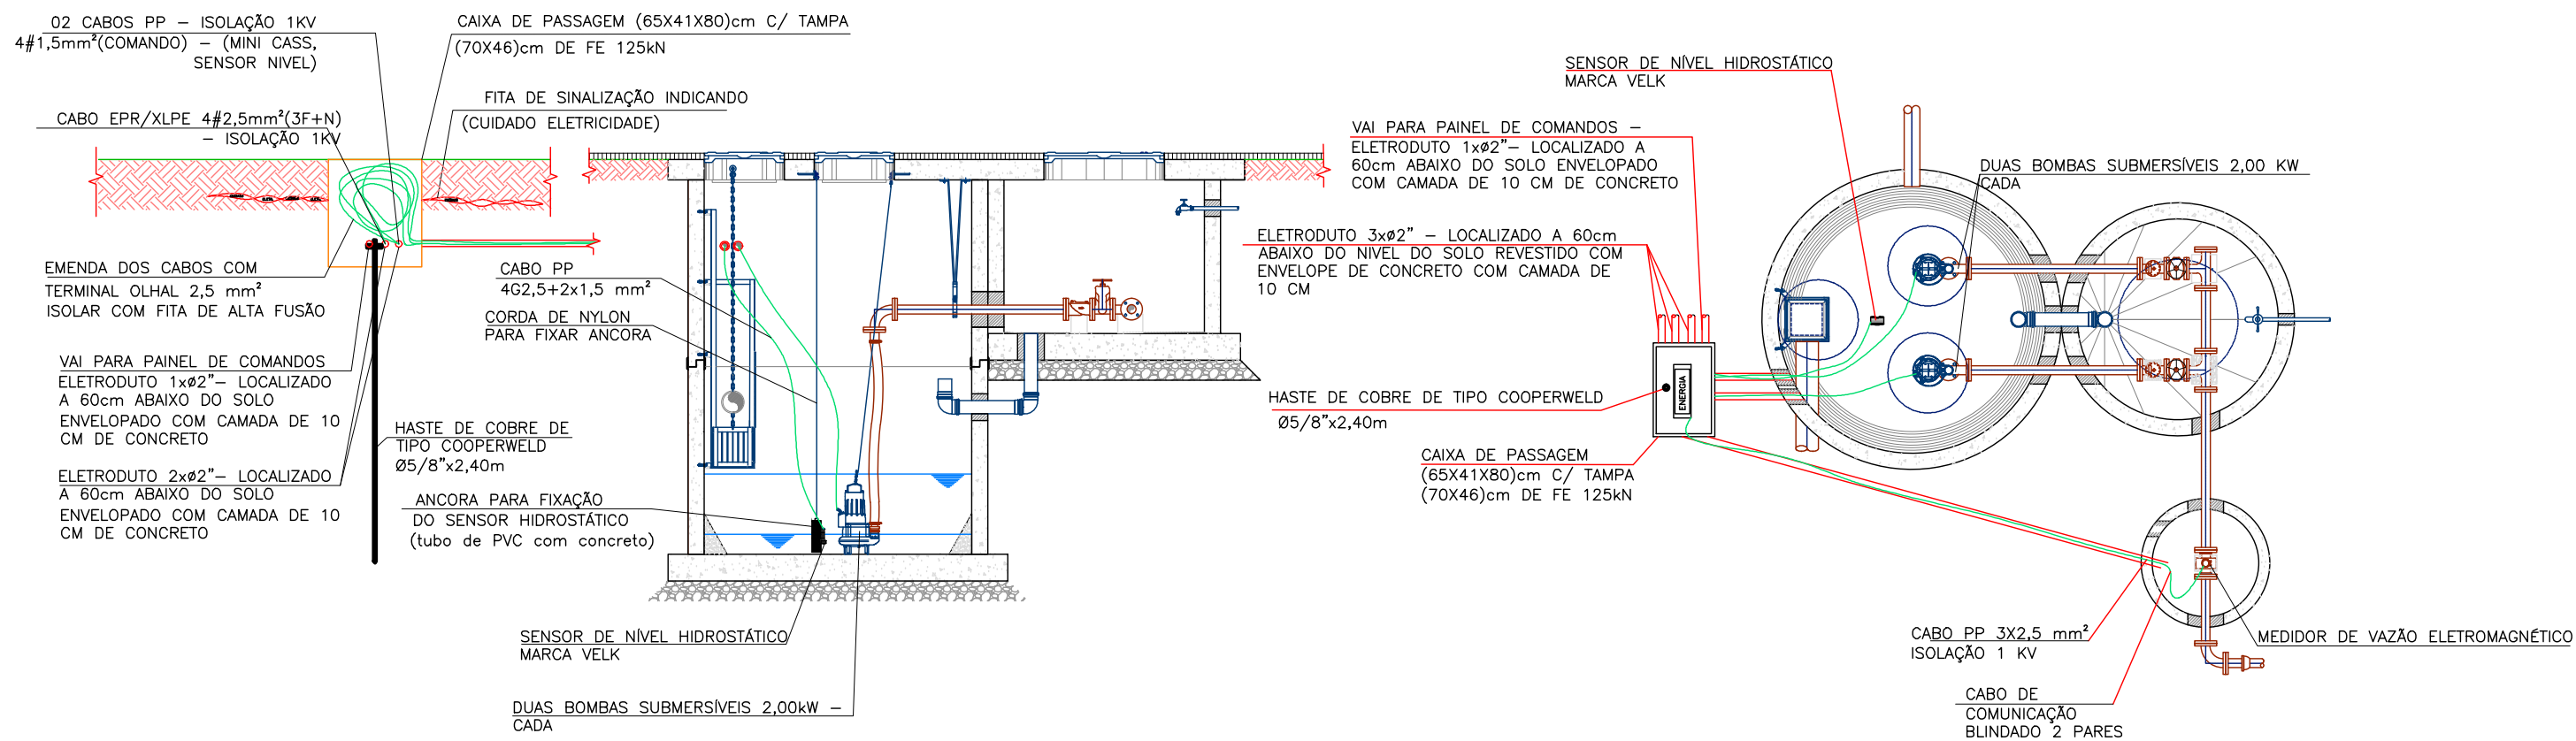 02 CABOS PP – ISOLAÇÃO 1KV
4#1,5mm²(COMANDO) – (MINI CASS,
SENSOR NIVEL)
CAIXA DE PASSAGEM (65X41X80)cm C/ TAMPA
(70X46)cm DE FE 125kN
FITA DE SINALIZAÇÃO INDICANDO
(CUIDADO ELETRICIDADE)
CABO EPR/XLPE 4#2,5mm²(3F+N)
– ISOLAÇÃO 1KV
EMENDA DOS CABOS COM
TERMINAL OLHAL 2,5 mm²
ISOLAR COM FITA DE ALTA FUSÃO
VAI PARA PAINEL DE COMANDOS
ELETRODUTO 1xø2"– LOCALIZADO
A 60cm ABAIXO DO SOLO
ENVELOPADO COM CAMADA DE 10
CM DE CONCRETO
ELETRODUTO 2xø2"– LOCALIZADO
A 60cm ABAIXO DO SOLO
ENVELOPADO COM CAMADA DE 10
CM DE CONCRETO
HASTE DE COBRE DE
TIPO COOPERWELD
Ø5/8"x2,40m
CABO PP
4G2,5+2x1,5 mm²
CORDA DE NYLON
PARA FIXAR ANCORA
ANCORA PARA FIXAÇÃO
DO SENSOR HIDROSTÁTICO
(tubo de PVC com concreto)
SENSOR DE NÍVEL HIDROSTÁTICO
MARCA VELK
DUAS BOMBAS SUBMERSÍVEIS 2,00kW –
CADA
SENSOR DE NÍVEL HIDROSTÁTICO
MARCA VELK
VAI PARA PAINEL DE COMANDOS –
ELETRODUTO 1xø2"– LOCALIZADO A
60cm ABAIXO DO SOLO ENVELOPADO
COM CAMADA DE 10 CM DE CONCRETO
DUAS BOMBAS SUBMERSÍVEIS 2,00 KW
CADA
ELETRODUTO 3xø2" – LOCALIZADO A 60cm
ABAIXO DO NIVEL DO SOLO REVESTIDO COM
ENVELOPE DE CONCRETO COM CAMADA DE
10 CM
ENERGIA
HASTE DE COBRE DE TIPO COOPERWELD
Ø5/8"x2,40m
CAIXA DE PASSAGEM
(65X41X80)cm C/ TAMPA
(70X46)cm DE FE 125kN
CABO PP 3X2,5 mm²
ISOLAÇÃO 1 KV
MEDIDOR DE VAZÃO ELETROMAGNÉTICO
CABO DE
COMUNICAÇÃO
BLINDADO 2 PARES